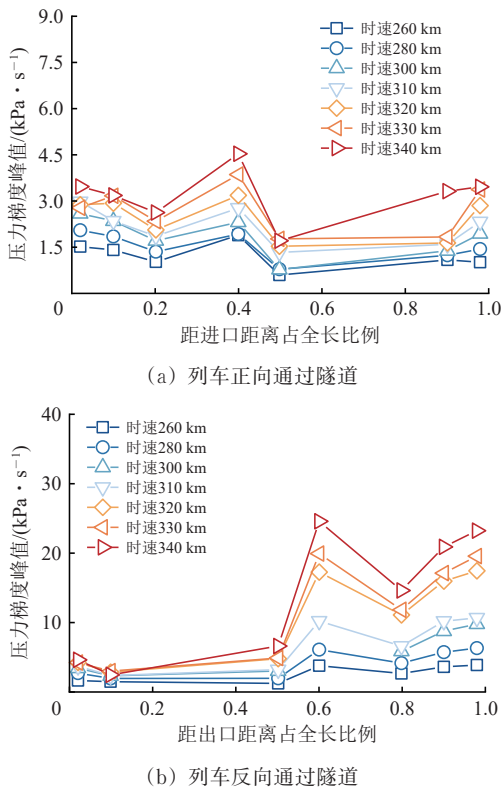 9.0
7.5
6.0
4.5
3.0
1.5
0
0.2
0.4
0.6
0.8
1.0
压力梯度峰值/(kPa·s⁻¹)
时速260 km
时速280 km
时速300 km
时速310 km
时速320 km
时速330 km
时速340 km
距进口距离占全长比例
(a) 列车正向通过隧道
40
30
20
10
0
0.2
0.4
0.6
0.8
1.0
压力梯度峰值/(kPa·s⁻¹)
时速260 km
时速280 km
时速300 km
时速310 km
时速320 km
时速330 km
时速340 km
距出口距离占全长比例
(b) 列车反向通过隧道